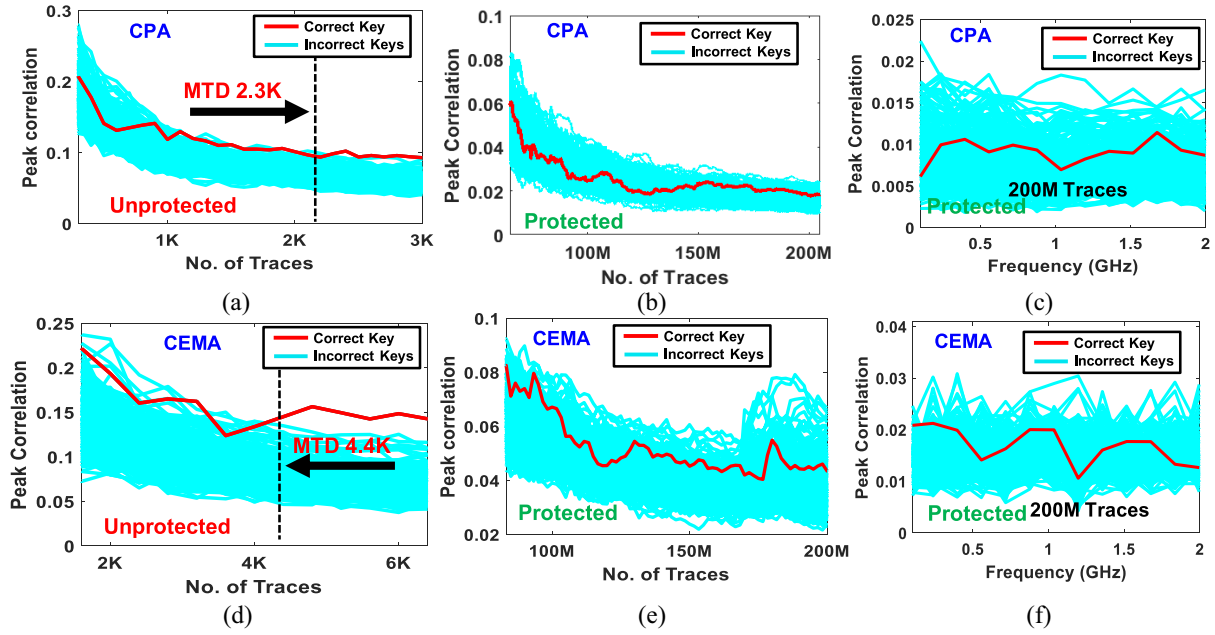 0.3
0.2
0.1
0
Peak correlation
CPA
Correct Key
Incorrect Keys
MTD 2.3K
Unprotected
1K
2K
3K
No. of Traces
(a)
0.1
0.08
0.06
0.04
0.02
0
Peak Correlation
CPA
Correct Key
Incorrect Keys
Protected
100M
150M
200M
No. of Traces
(b)
0.025
0.02
0.015
0.01
0.005
0
Peak Correlation
CPA
Correct Key
Incorrect Keys
200M Traces
Protected
0.5
1
1.5
2
Frequency (GHz)
(c)
0.25
0.2
0.15
0.1
0.05
0
Peak Correlation
CEMA
Correct Key
Incorrect Keys
MTD 4.4K
Unprotected
2K
4K
6K
No. of Traces
(d)
0.1
0.08
0.06
0.04
0.02
Peak correlation
CEMA
Correct Key
Incorrect Keys
Protected
100M
150M
200M
No. of Traces
(e)
0.04
0.03
0.02
0.01
0
Peak Correlation
CEMA
Correct Key
Incorrect Keys
Protected
200M Traces
0.5
1
1.5
2
Frequency (GHz)
(f)